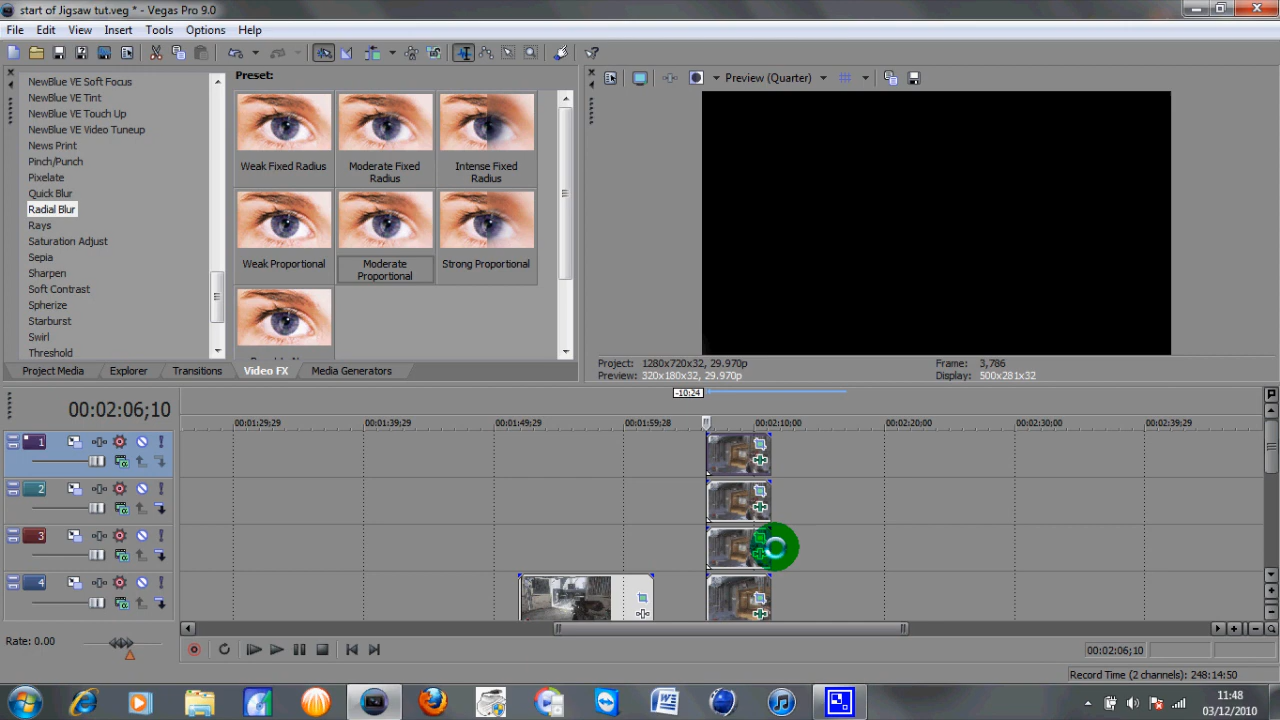 start of Jigsaw tut.veg * - Vegas Pro 9.0
File Edit View Insert Tools Options Help
NewBlue VE Soft Focus
NewBlue VE Tint
NewBlue VE Touch Up
NewBlue VE Video Tuneup
News Print
Pinch/Punch
Pixelate
Quick Blur
Radial Blur
Rays
Saturation Adjust
Sepia
Sharpen
Soft Contrast
Spherize
Starburst
Swirl
Threshold
Preset:
Weak Fixed Radius
Moderate Fixed
Radius
Intense Fixed
Radius
Weak Proportional
Moderate
Proportional
Strong Proportional
Preview (Quarter)
Project: 1280x720x32, 29.970p
Preview: 320x180x32, 29.970p
Frame: 3,786
Display: 500x281x32
Project Media Explorer Transitions Video FX Media Generators
00:02:06;10
-10:24
00:01:29;29 00:01:39;29 00:01:49;29 00:01:59;28 00:02:10;00 00:02:20;00 00:02:30;00 00:02:39;29
1
2
3
4
Rate: 0.00
00:02:06;10
Record Time (2 channels): 248:14:50
11:48
03/12/2010